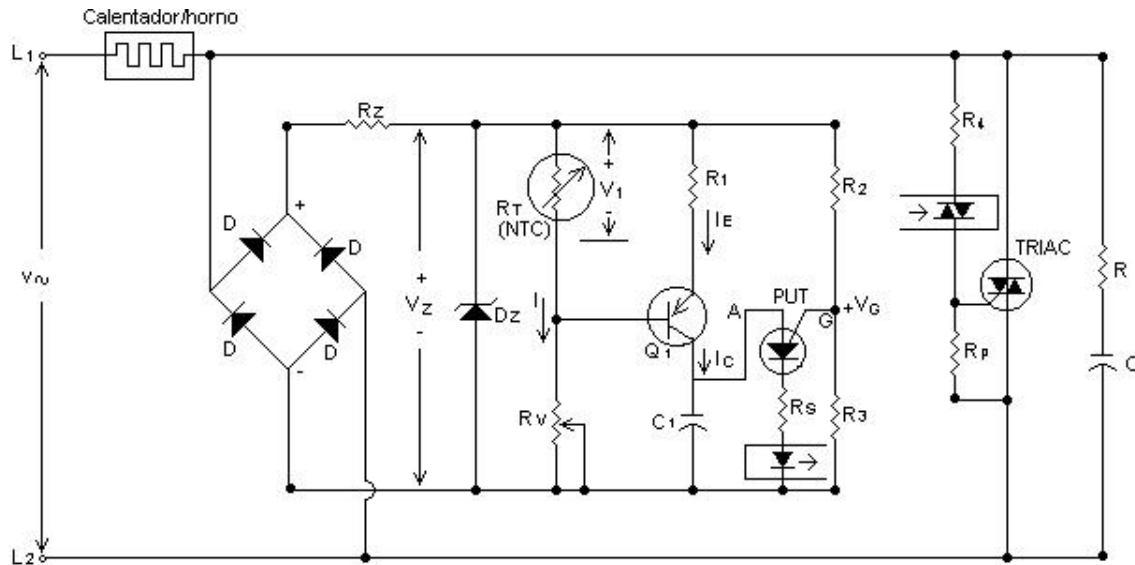 Calentador/horno
L1
V~
D
D
D
D
+
-
Rz
+
Vz
-
Dz
RT
(NTC)
+
V1
-
I
Rv
R1
IE
Q1
IC
C1
A
PUT
G
+VG
R2
Rs
R3
R4
TRIAC
Rp
R
C
L2